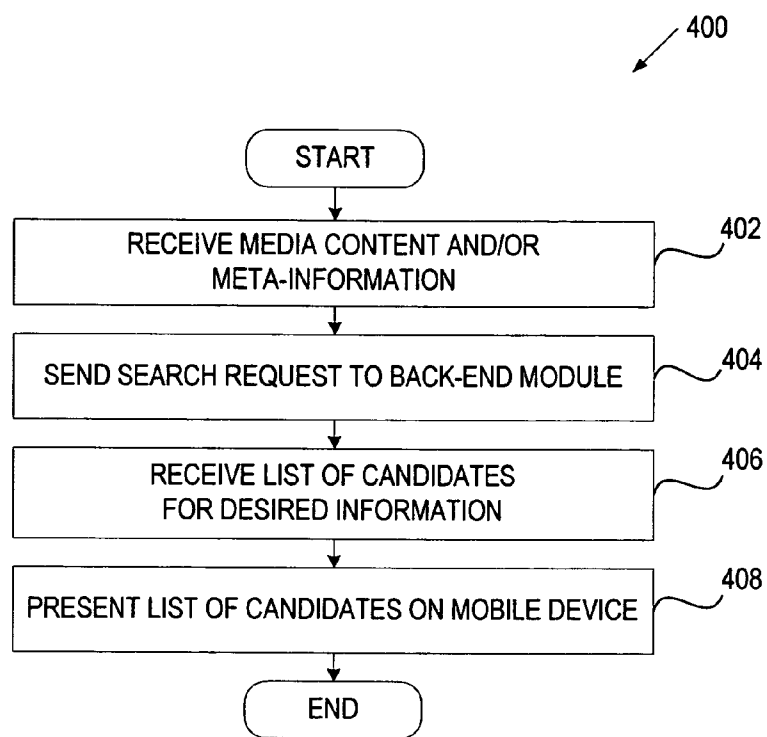 400
START
RECEIVE MEDIA CONTENT AND/OR
META-INFORMATION
402
SEND SEARCH REQUEST TO BACK-END MODULE
404
RECEIVE LIST OF CANDIDATES
FOR DESIRED INFORMATION
406
PRESENT LIST OF CANDIDATES ON MOBILE DEVICE
408
END